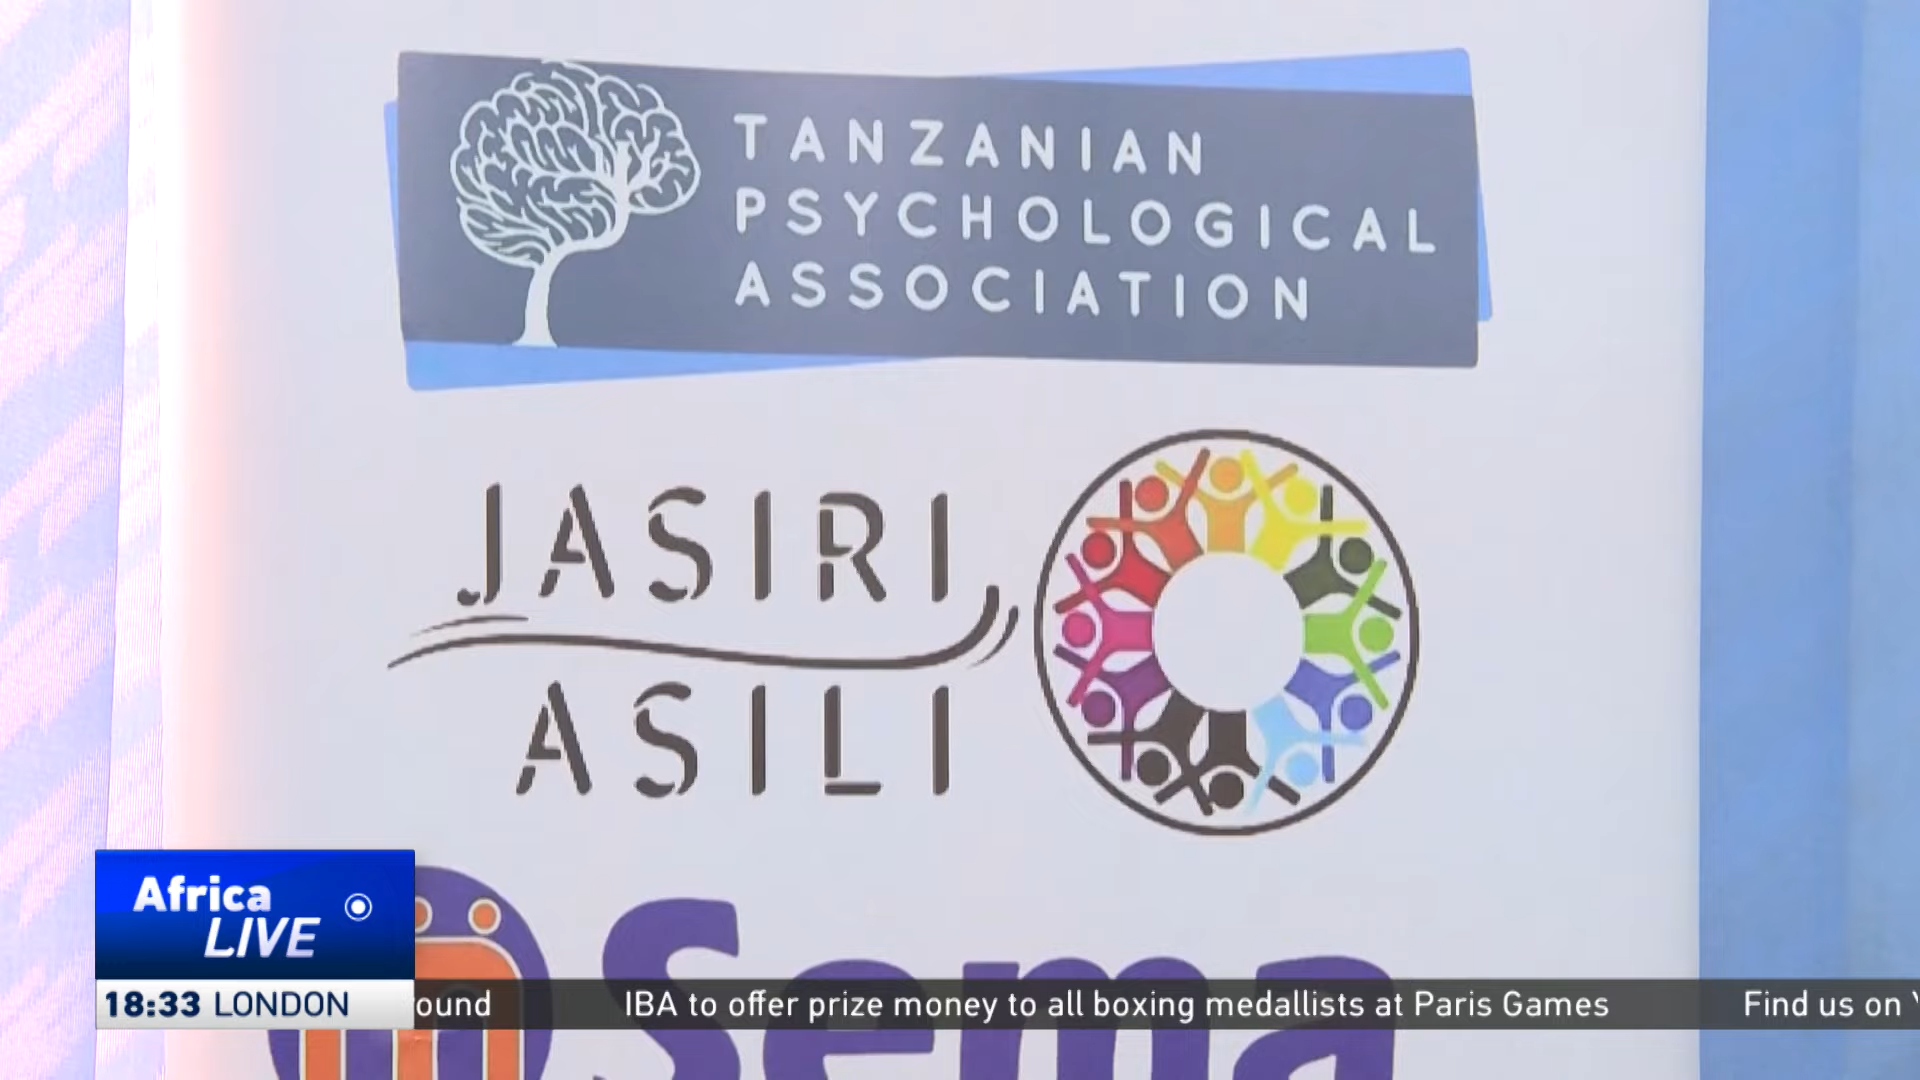 TANZANIAN
PSYCHOLOGICAL
ASSOCIATION
JASIRI
ASILI
Sema
Africa
LIVE
18:33 LONDON
ound IBA to offer prize money to all boxing medallists at Paris Games Find us on